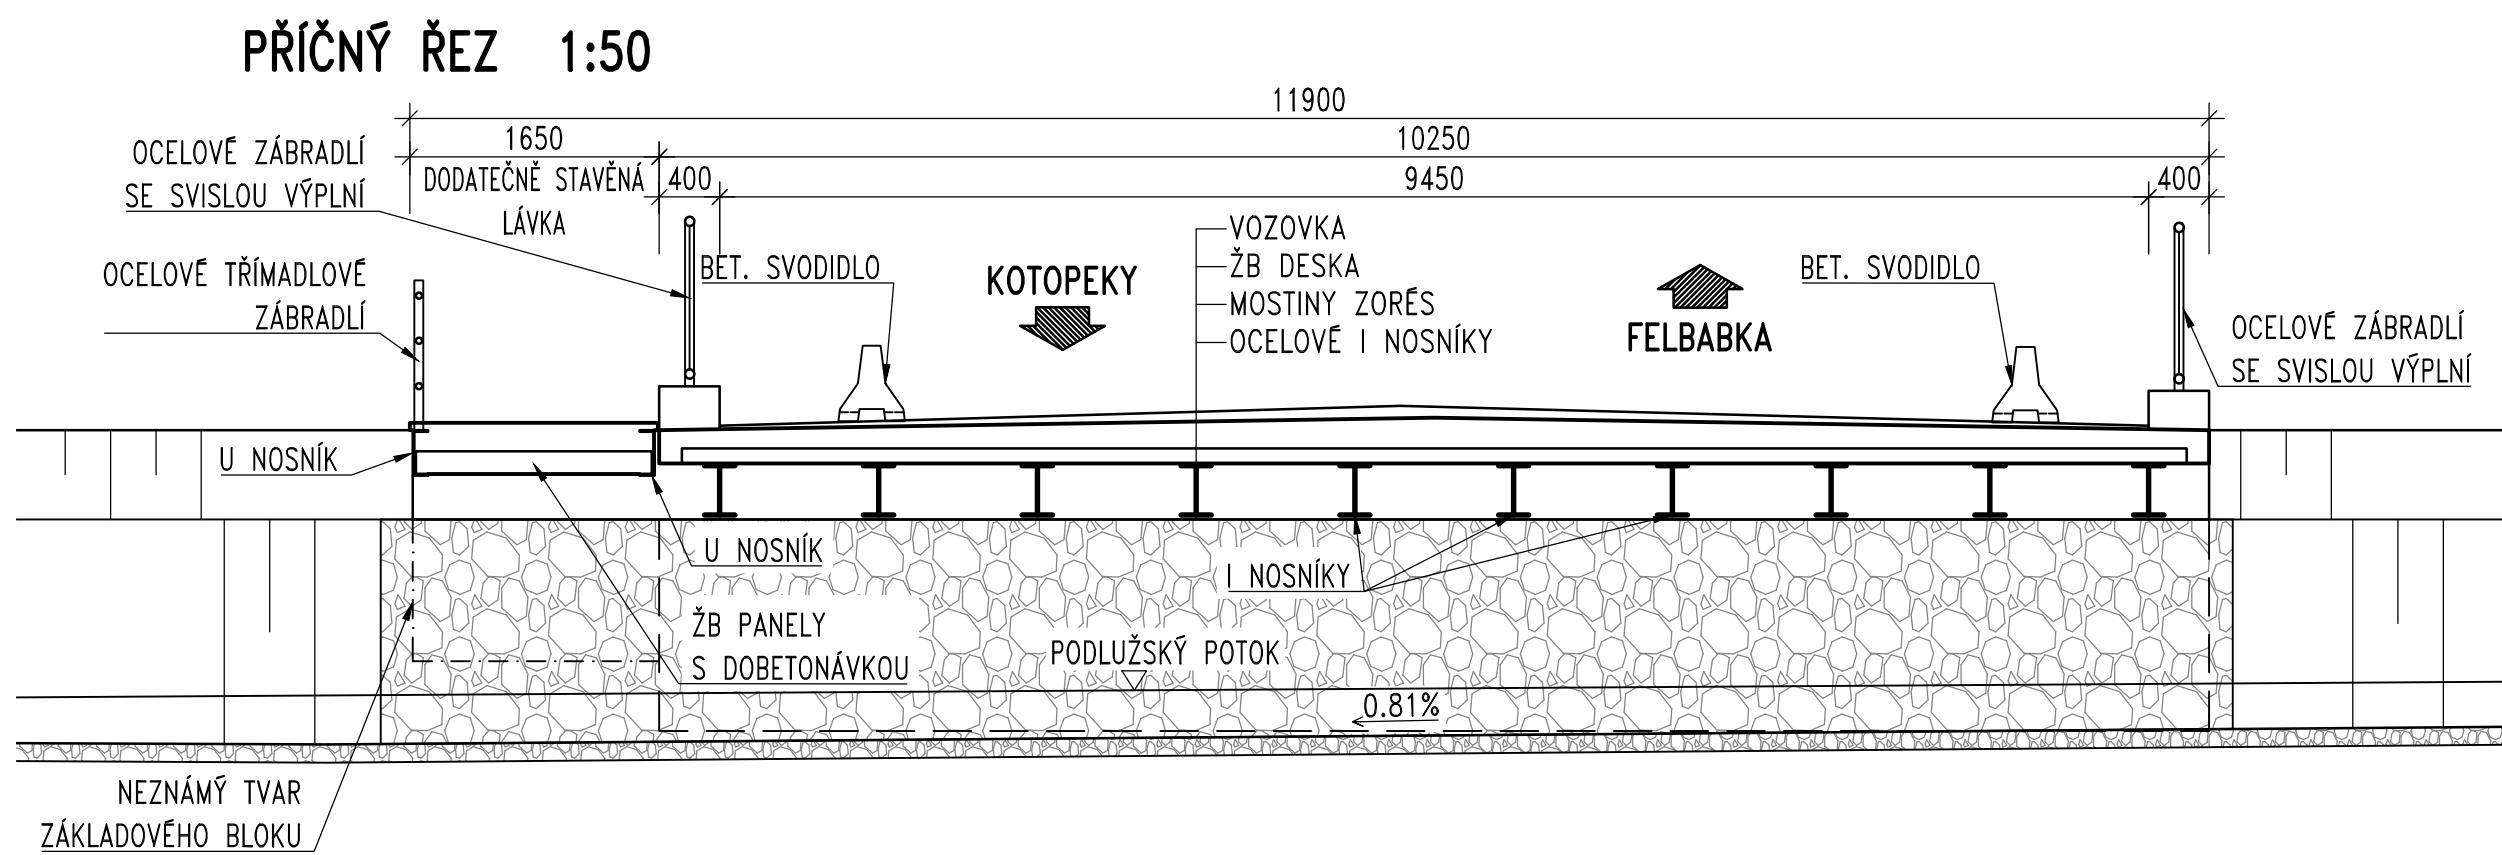 PŘÍČNÝ ŘEZ 1:50
11900
1650
10250
OCELOVÉ ZÁBRADLÍ
SE SVISLOU VÝPLNÍ
DODATEČNĚ STAVĚNÁ
LÁVKA
400
9450
400
OCELOVÉ TŘÍMADLOVÉ
ZÁBRADLÍ
BET. SVODIDLO
KOTOPEKY
VOZOVKA
ŽB DESKA
MOSTINY ZORÉS
OCELOVÉ I NOSNÍKY
FELBABKA
BET. SVODIDLO
OCELOVÉ ZÁBRADLÍ
SE SVISLOU VÝPLNÍ
U NOSNÍK
U NOSNÍK
I NOSNÍKY
ŽB PANELY
S DOBETONÁVKOU
PODLUŽSKÝ POTOK
0.81%
NEZNÁMÝ TVAR
ZÁKLADOVÉHO BLOKU